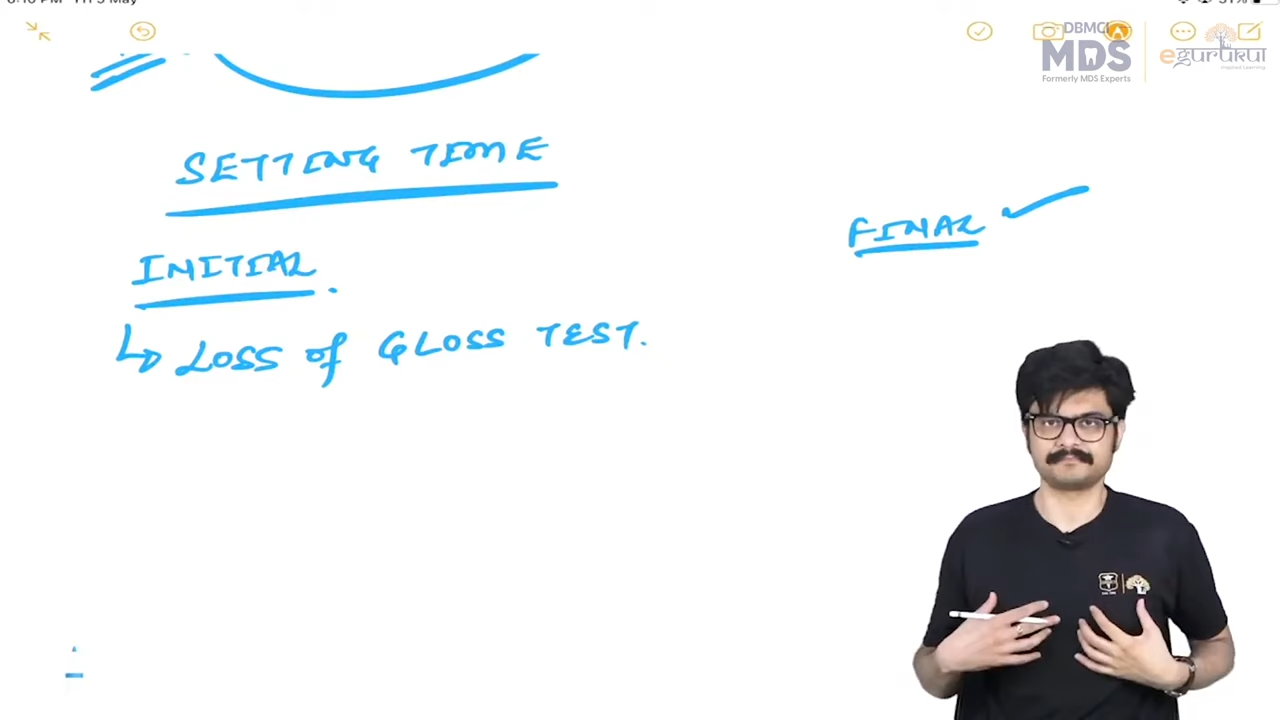 DBMCI
MDS
Formerly MDS Experts
eGurukul
SETTING TIME
FINAL
INITIAL
LOSS of GLOSS TEST.